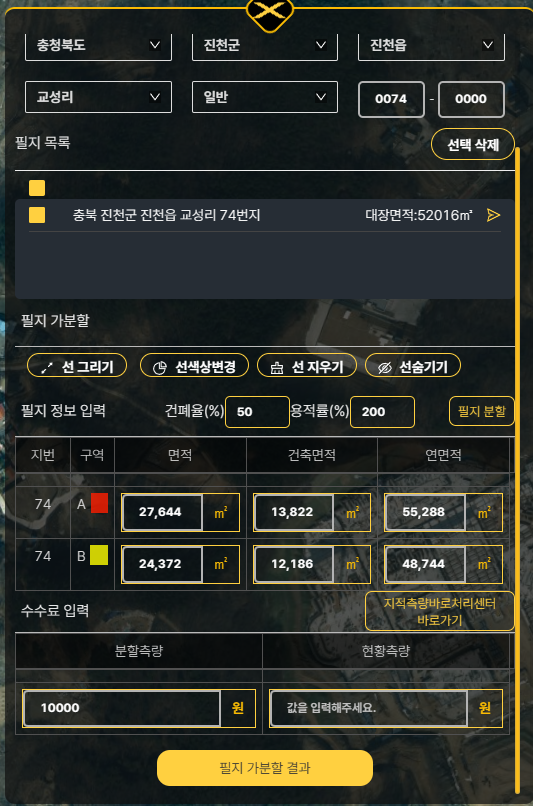 충청북도 진천군 진천읍
교성리 일반 0074 - 0000
필지 목록 선택 삭제
충북 진천군 진천읍 교성리 74번지 대장면적:52016㎡
필지 가분할
선 그리기 선색상변경 선 지우기 선숨기기
필지 정보 입력 건폐율(%) 50 용적률(%) 200 필지 분할
지번 구역 면적 건축면적 연면적
74 A 27,644 ㎡ 13,822 ㎡ 55,288 ㎡
74 B 24,372 ㎡ 12,186 ㎡ 48,744 ㎡
수수료 입력 지적측량바로처리센터
바로가기
분할측량 현황측량
10000 원 값을 입력해주세요. 원
필지 가분할 결과